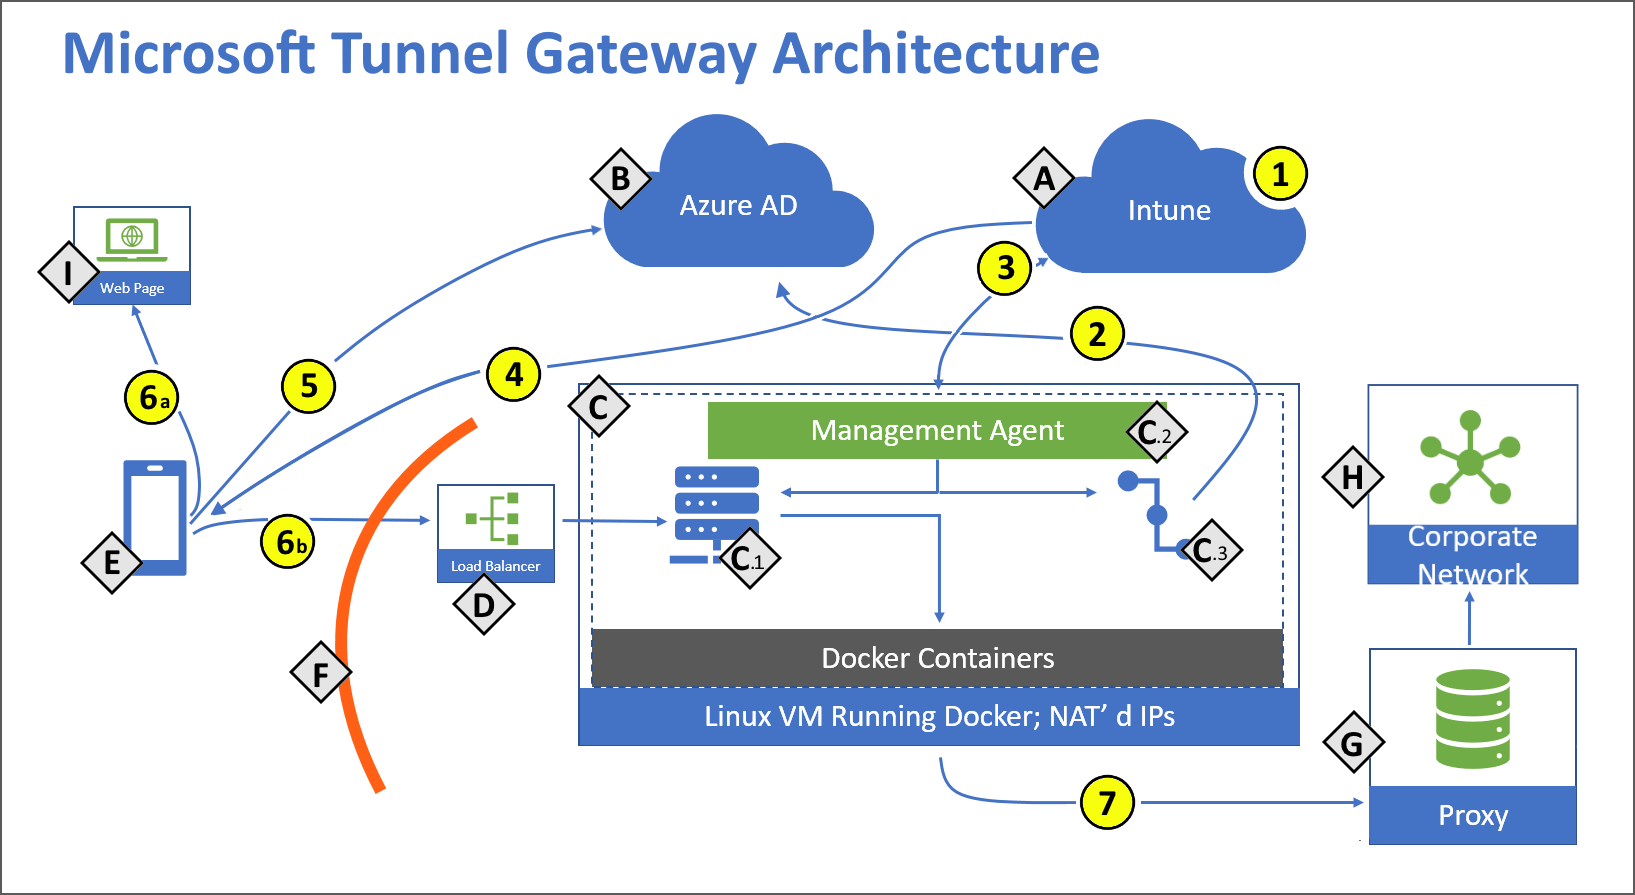 Microsoft Tunnel Gateway Architecture
B
Azure AD
A
Intune
1
I
Web Page
3
2
6a
5
4
C
Management Agent
C.2
H
Corporate
Network
E
6b
Load Balancer
D
C.1
C.3
F
Docker Containers
Linux VM Running Docker; NAT' d IPs
G
Proxy
7